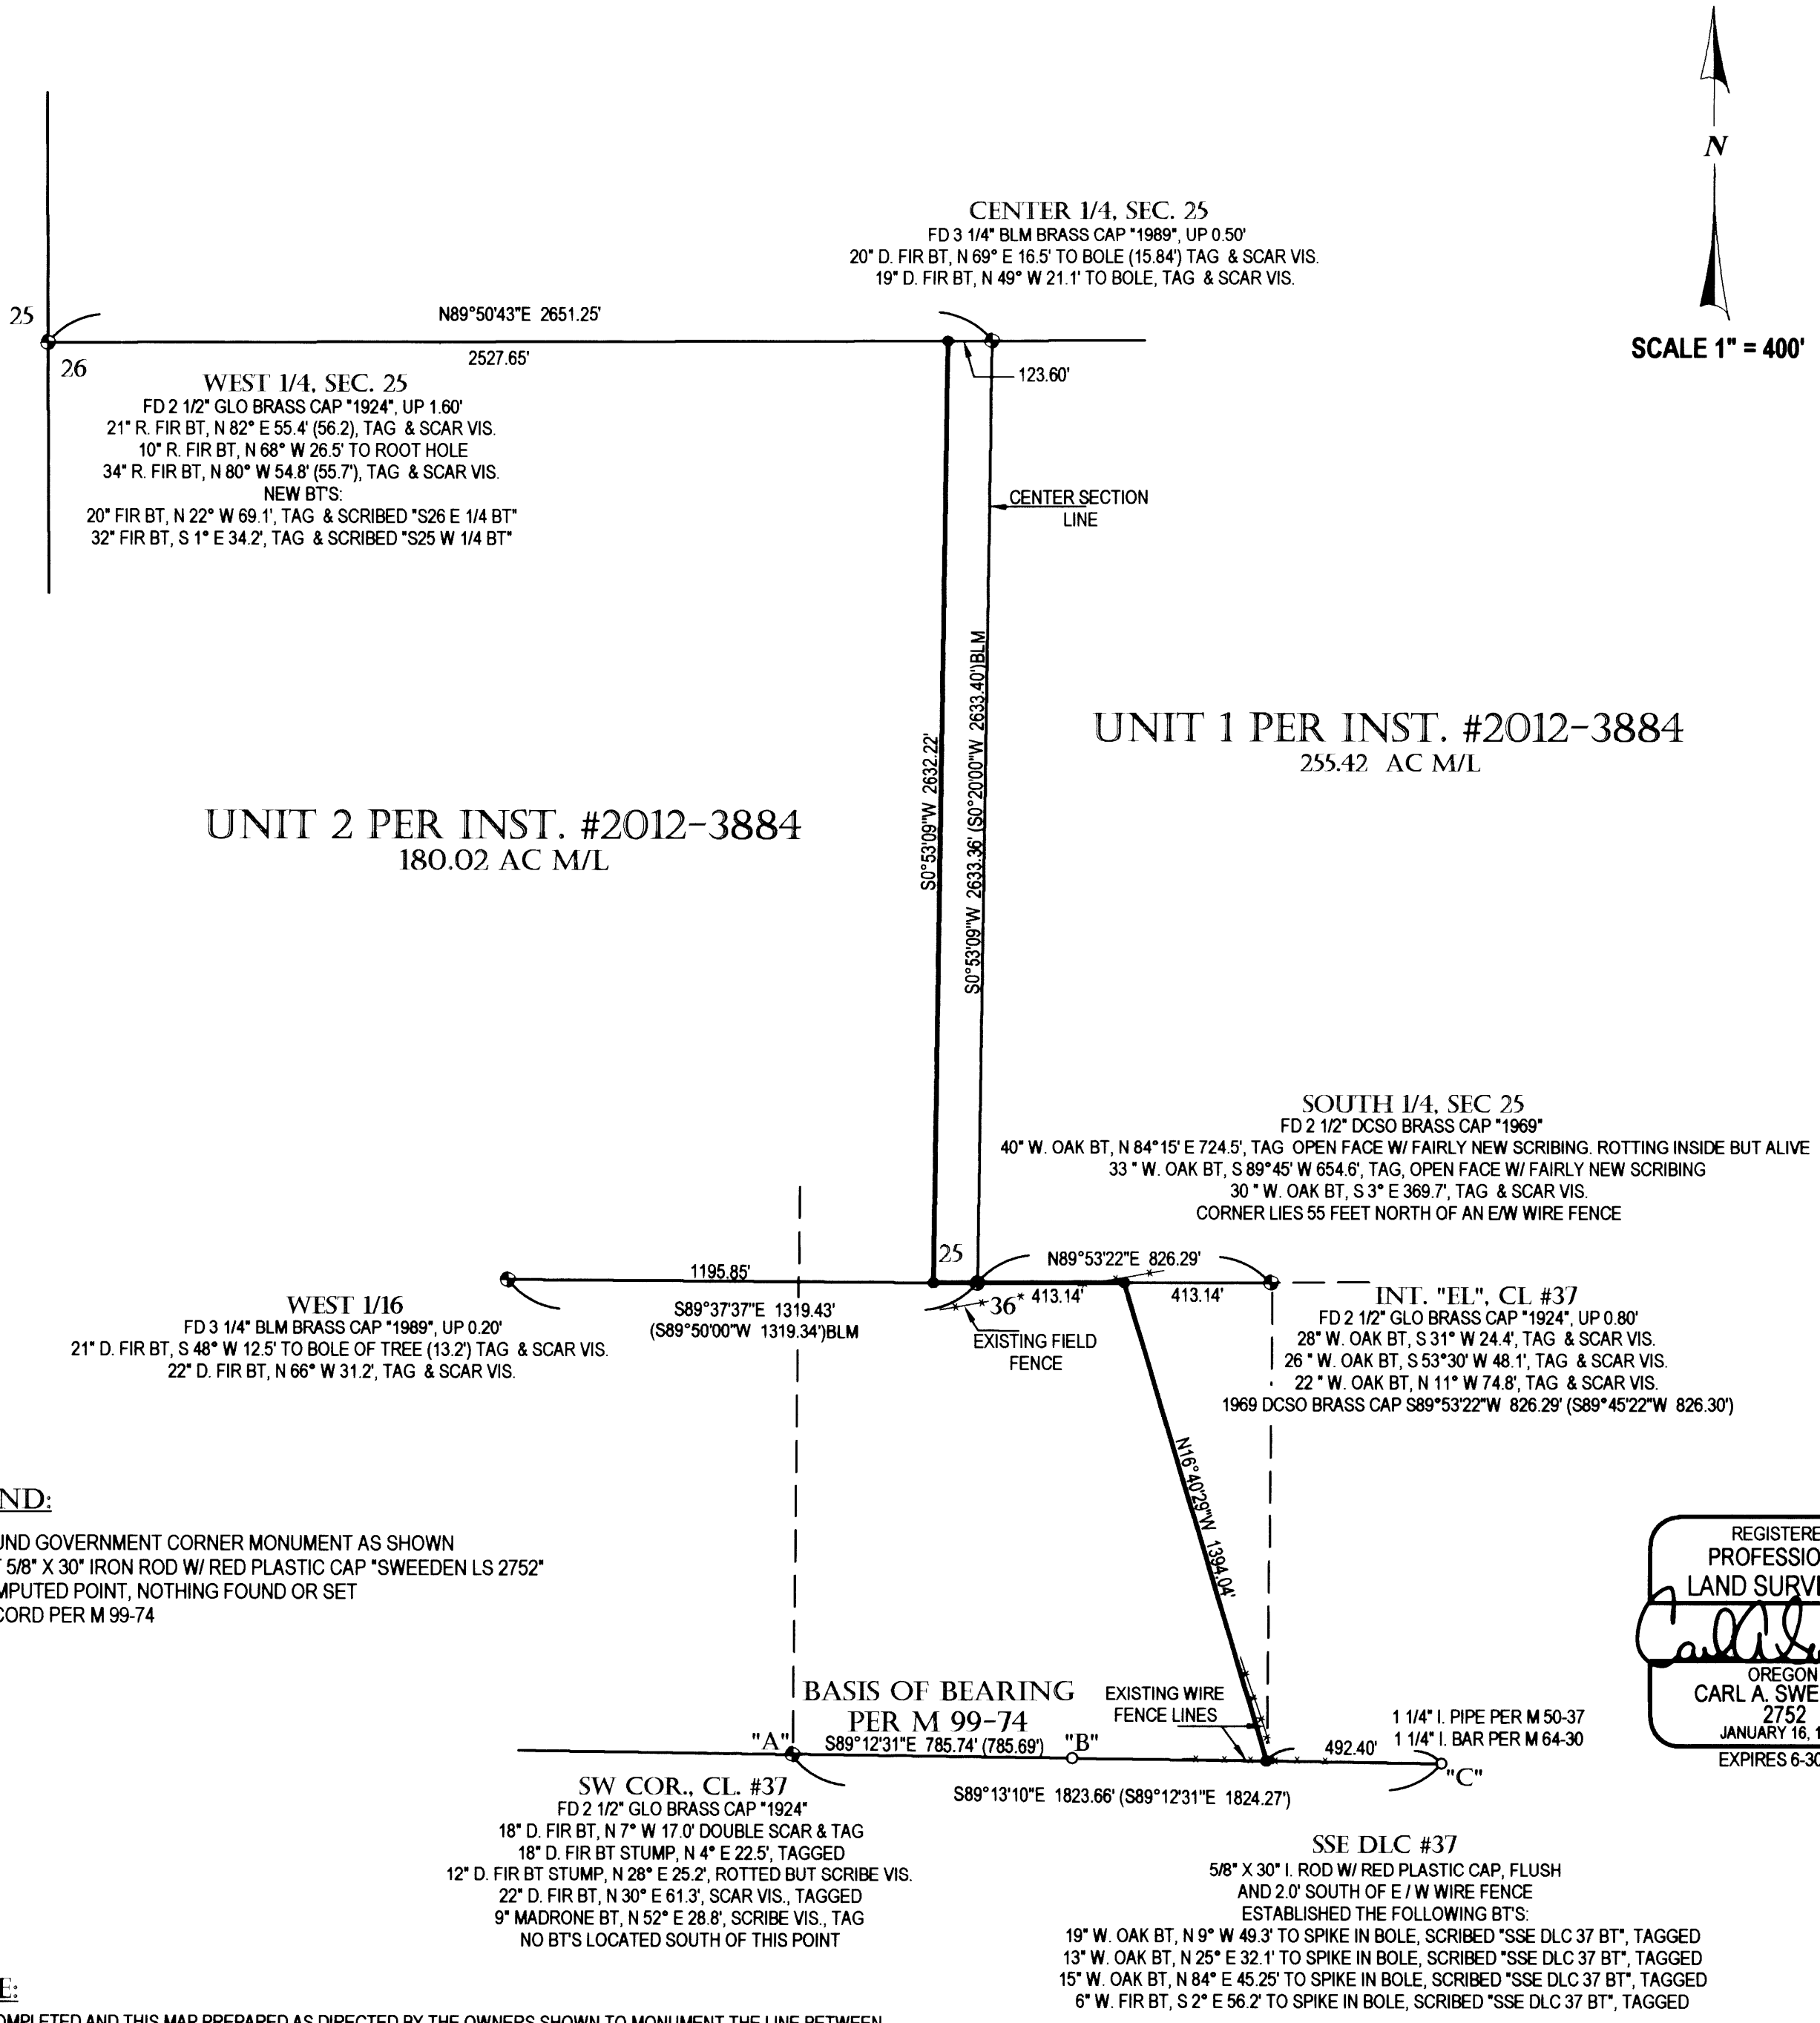 N
SCALE 1" = 400'
CENTER 1/4, SEC. 25
FD 3 1/4" BLM BRASS CAP "1989", UP 0.50'
20" D. FIR BT, N 69° E 16.5' TO BOLE (15.84') TAG & SCAR VIS.
19" D. FIR BT, N 49° W 21.1' TO BOLE, TAG & SCAR VIS.
25
26
N89°50'43"E 2651.25'
2527.65'
123.60'
WEST 1/4, SEC. 25
FD 2 1/2" GLO BRASS CAP "1924", UP 1.60'
21" R. FIR BT, N 82° E 55.4' (56.2), TAG & SCAR VIS.
10" R. FIR BT, N 68° W 26.5' TO ROOT HOLE
34" R. FIR BT, N 80° W 54.8' (55.7'), TAG & SCAR VIS.
NEW BT'S:
20" FIR BT, N 22° W 69.1', TAG & SCRIBED "S26 E 1/4 BT"
32" FIR BT, S 1° E 34.2', TAG & SCRIBED "S25 W 1/4 BT"
CENTER SECTION
LINE
S0°53'09"W 2632.22'
S0°53'09"W 2633.36' (S0°20'00"W 2633.40')BLM
UNIT 1 PER INST. #2012-3884
255.42 AC M/L
UNIT 2 PER INST. #2012-3884
180.02 AC M/L
SOUTH 1/4, SEC 25
FD 2 1/2" DCSO BRASS CAP "1969"
40" W. OAK BT, N 84°15' E 724.5', TAG OPEN FACE W/ FAIRLY NEW SCRIBING. ROTTING INSIDE BUT ALIVE
33 " W. OAK BT, S 89°45' W 654.6', TAG, OPEN FACE W/ FAIRLY NEW SCRIBING
30 " W. OAK BT, S 3° E 369.7', TAG & SCAR VIS.
CORNER LIES 55 FEET NORTH OF AN E/W WIRE FENCE
25
36
N89°53'22"E 826.29'
413.14'
413.14'
1195.85'
S89°37'37"E 1319.43'
(S89°50'00"W 1319.34')BLM
EXISTING FIELD
FENCE
WEST 1/16
FD 3 1/4" BLM BRASS CAP "1989", UP 0.20'
21" D. FIR BT, S 48° W 12.5' TO BOLE OF TREE (13.2') TAG & SCAR VIS.
22" D. FIR BT, N 66° W 31.2', TAG & SCAR VIS.
INT. "EL", CL #37
FD 2 1/2" GLO BRASS CAP "1924", UP 0.80'
28" W. OAK BT, S 31° W 24.4', TAG & SCAR VIS.
26 " W. OAK BT, S 53°30' W 48.1', TAG & SCAR VIS.
22 " W. OAK BT, N 11° W 74.8', TAG & SCAR VIS.
1969 DCSO BRASS CAP S89°53'22"W 826.29' (S89°45'22"W 826.30')
N16°40'29"W 1394.04'
ND:
UND GOVERNMENT CORNER MONUMENT AS SHOWN
T 5/8" X 30" IRON ROD W/ RED PLASTIC CAP "SWEEDEN LS 2752"
MPUTED POINT, NOTHING FOUND OR SET
CORD PER M 99-74
REGISTERE
PROFESSIO
LAND SURV
OREGON
CARL A. SWE
2752
JANUARY 16, 1
EXPIRES 6-30
BASIS OF BEARING
PER M 99-74
"A"
S89°12'31"E 785.74' (785.69')
"B"
EXISTING WIRE
FENCE LINES
1 1/4" I. PIPE PER M 50-37
1 1/4" I. BAR PER M 64-30
492.40'
"C"
S89°13'10"E 1823.66' (S89°12'31"E 1824.27')
SW COR., CL. #37
FD 2 1/2" GLO BRASS CAP "1924"
18" D. FIR BT, N 7° W 17.0' DOUBLE SCAR & TAG
18" D. FIR BT STUMP, N 4° E 22.5', TAGGED
12" D. FIR BT STUMP, N 28° E 25.2', ROTTED BUT SCRIBE VIS.
22" D. FIR BT, N 30° E 61.3', SCAR VIS., TAGGED
9" MADRONE BT, N 52° E 28.8', SCRIBE VIS., TAG
NO BT'S LOCATED SOUTH OF THIS POINT
SSE DLC #37
5/8" X 30" I. ROD W/ RED PLASTIC CAP, FLUSH
AND 2.0' SOUTH OF E / W WIRE FENCE
ESTABLISHED THE FOLLOWING BT'S:
19" W. OAK BT, N 9° W 49.3' TO SPIKE IN BOLE, SCRIBED "SSE DLC 37 BT", TAGGED
13" W. OAK BT, N 25° E 32.1' TO SPIKE IN BOLE, SCRIBED "SSE DLC 37 BT", TAGGED
15" W. OAK BT, N 84° E 45.25' TO SPIKE IN BOLE, SCRIBED "SSE DLC 37 BT", TAGGED
6" W. FIR BT, S 2° E 56.2' TO SPIKE IN BOLE, SCRIBED "SSE DLC 37 BT", TAGGED
E:
OMPLETED AND THIS MAP PREPARED AS DIRECTED BY THE OWNERS SHOWN TO MONUMENT THE LINE BETWEEN